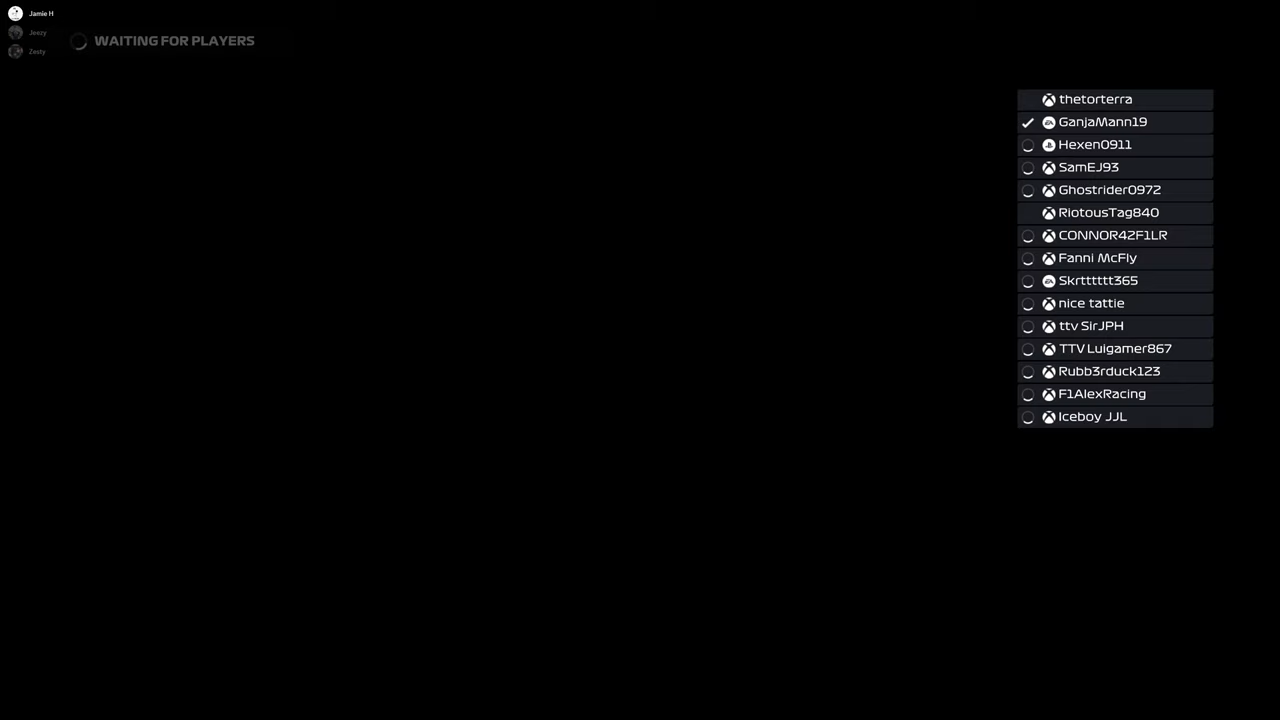 Jamie H
Jeezy
Zesty
WAITING FOR PLAYERS
thetorterra
GanjaMann19
Hexen0911
SamEJ93
Ghostrider0972
RiotousTag840
CONNOR42F1LR
Fanni McFly
Skrtttttt365
nice tattie
ttv SirJPH
TTV Luigamer867
Rubb3rduck123
F1AlexRacing
Iceboy JJL